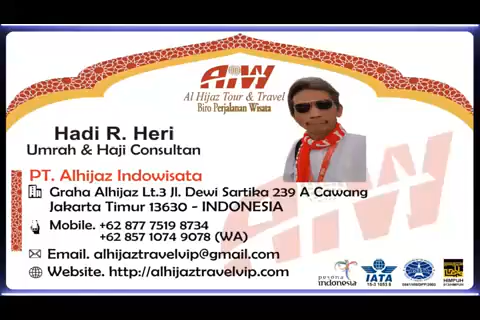 AIW
Al Hijaz Tour & Travel
Biro Perjalanan Wisata
Hadi R. Heri
Umrah & Haji Consultan
PT. Alhijaz Indowisata
Graha Alhijaz Lt.3 Jl. Dewi Sartika 239 A Cawang
Jakarta Timur 13630 - INDONESIA
Mobile. +62 877 7519 8734
+62 857 1074 9078 (WA)
Email. alhijaztravelvip@gmail.com
Website. http://alhijaztravelvip.com
pesona
indonesia
IATA
HIMPUH